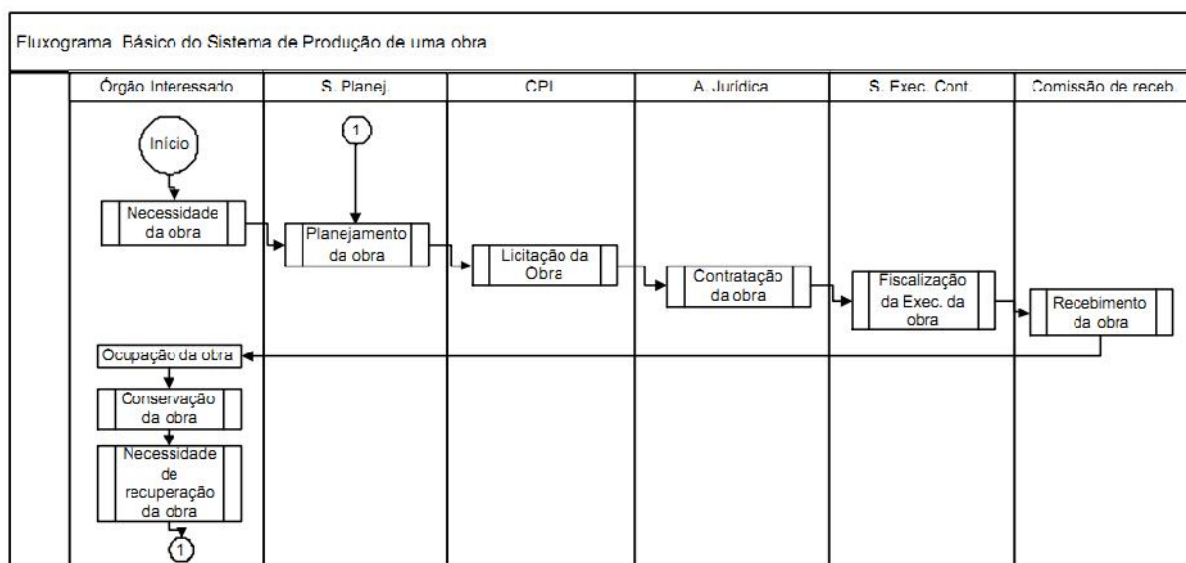 Fluxograma Básico do Sistema de Produção de uma obra
Órgão Interessado
S. Planej.
CPL
A. Jurídica
S. Exec. Cont.
Comissão de receb.
Início
1
Necessidade
da obra
Planejamento
da obra
Licitação da
Obra
Contratação
da obra
Fiscalização
da Exec. da
obra
Recebimento
da obra
Ocupação da obra
Conservação
da obra
Necessidade
de
recuperação
da obra
1